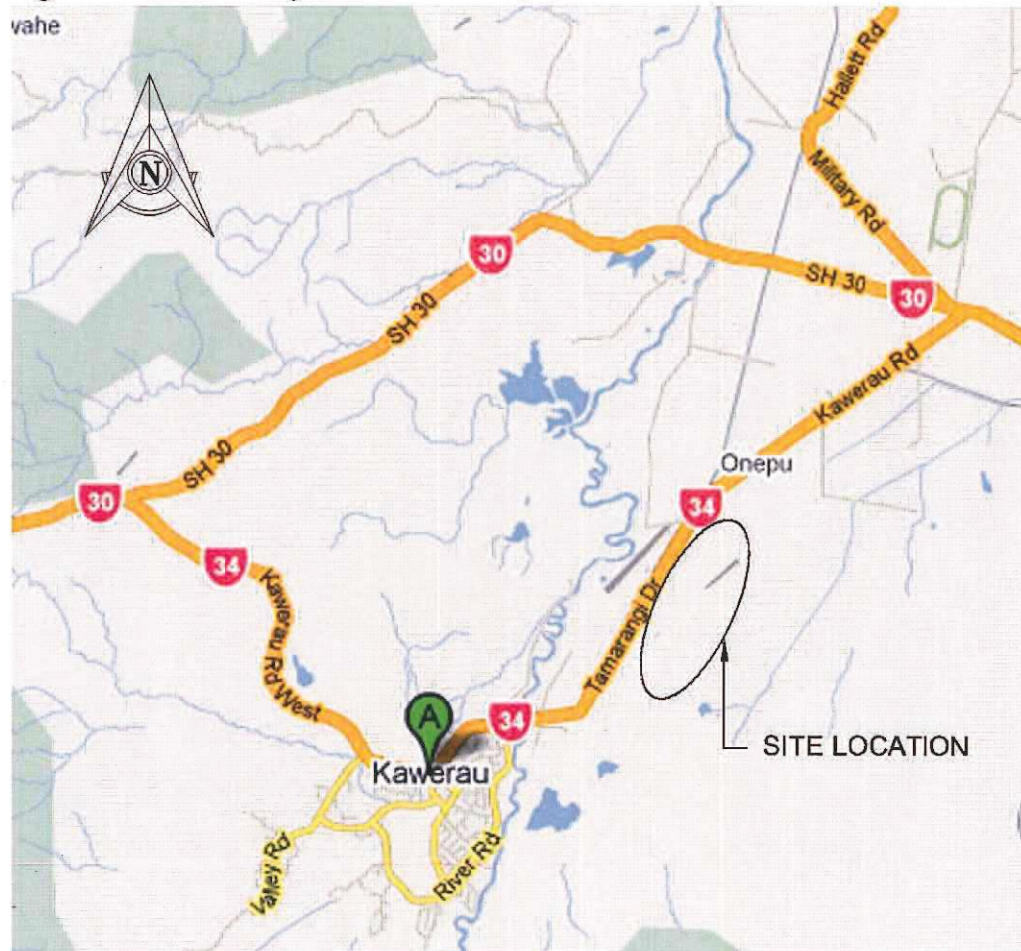 vahe
N
Hallett Rd
Military Rd
30
SH 30
SH 30
30
Kawerau Rd
SH 30
30
Onepu
34
34
Kawerau Rd West
Tamarangi Dr
A
34
SITE LOCATION
Kawerau
Valley Rd
River Rd